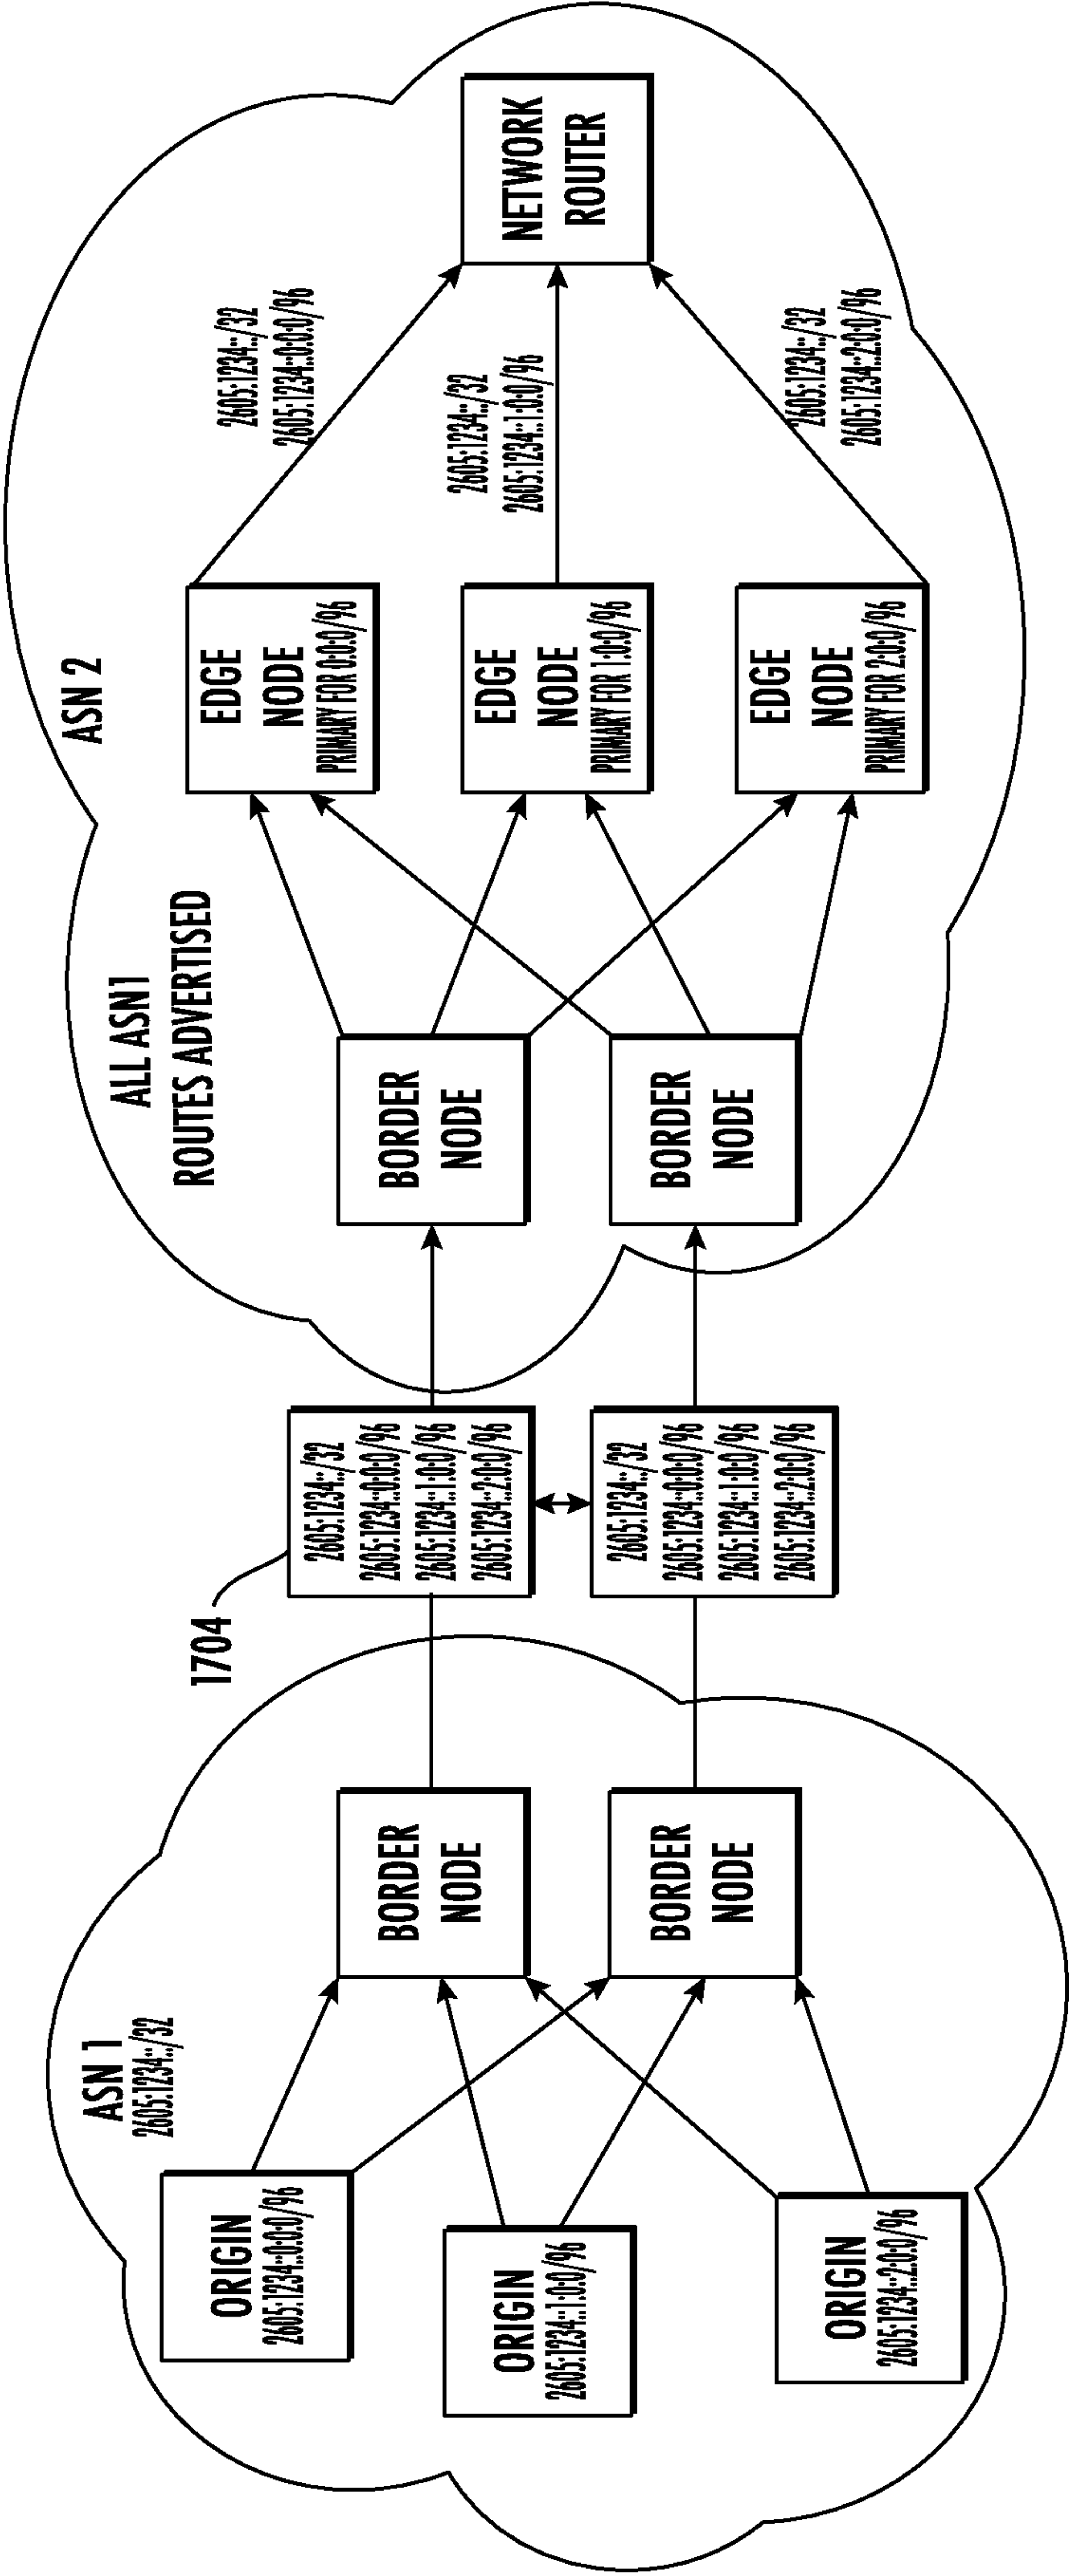 ASN 1
2605:1234::/32
ORIGIN
2605:1234::0:0:0/96
ORIGIN
2605:1234::1:0:0/96
ORIGIN
2605:1234::2:0:0/96
BORDER
NODE
BORDER
NODE
1704
2605:1234::/32
2605:1234::0:0:0/96
2605:1234::1:0:0/96
2605:1234::2:0:0/96
2605:1234::/32
2605:1234::0:0:0/96
2605:1234::1:0:0/96
2605:1234::2:0:0/96
ALL ASN1
ROUTES ADVERTISED
BORDER
NODE
BORDER
NODE
ASN 2
EDGE
NODE
PRIMARY FOR 0:0:0/96
EDGE
NODE
PRIMARY FOR 1:0:0/96
EDGE
NODE
PRIMARY FOR 2:0:0/96
2605:1234::/32
2605:1234::0:0:0/96
2605:1234::/32
2605:1234::1:0:0/96
2605:1234::/32
2605:1234::2:0:0/96
NETWORK
ROUTER